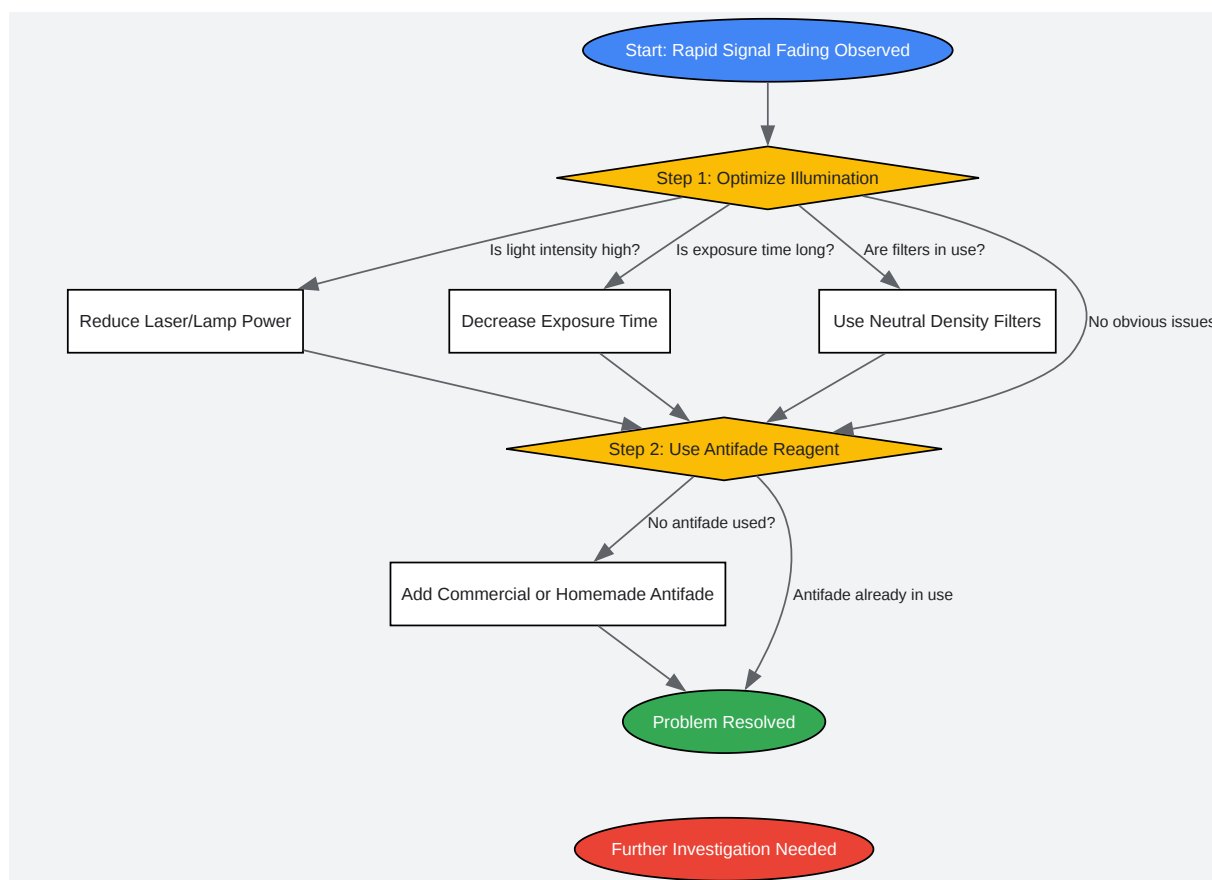 Start: Rapid Signal Fading Observed
Step 1: Optimize Illumination
Is light intensity high?
Is exposure time long?
Are filters in use?
Reduce Laser/Lamp Power
Decrease Exposure Time
Use Neutral Density Filters
No obvious issues
Step 2: Use Antifade Reagent
No antifade used?
Add Commercial or Homemade Antifade
Antifade already in use
Problem Resolved
Further Investigation Needed